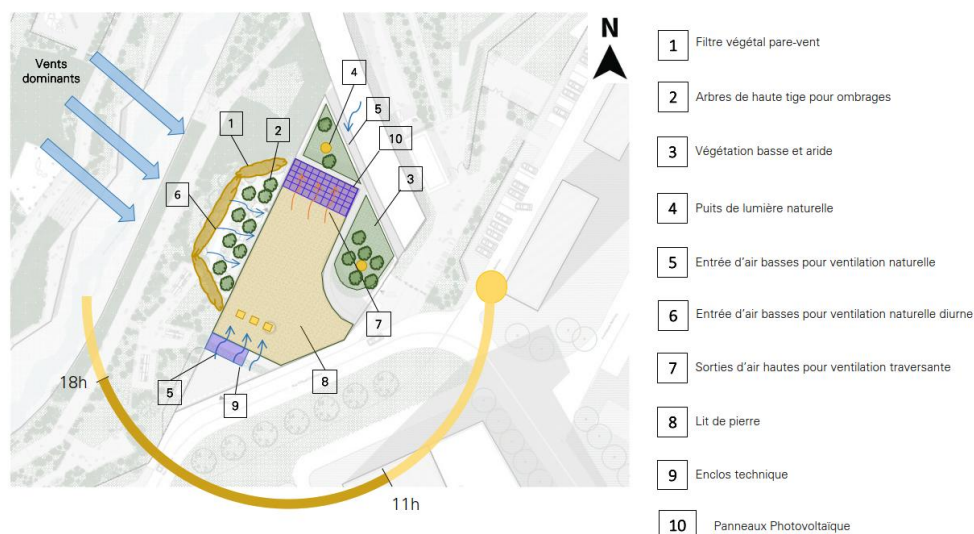 Vents
dominants
N
4
5
10
1
2
3
6
7
5
9
8
18h
11h
1 Filtre végétal pare-vent
2 Arbres de haute tige pour ombrages
3 Végétation basse et aride
4 Puits de lumière naturelle
5 Entrée d'air basses pour ventilation naturelle
6 Entrée d'air basses pour ventilation naturelle diurne
7 Sorties d'air hautes pour ventilation traversante
8 Lit de pierre
9 Enclos technique
10 Panneaux Photovoltaïque